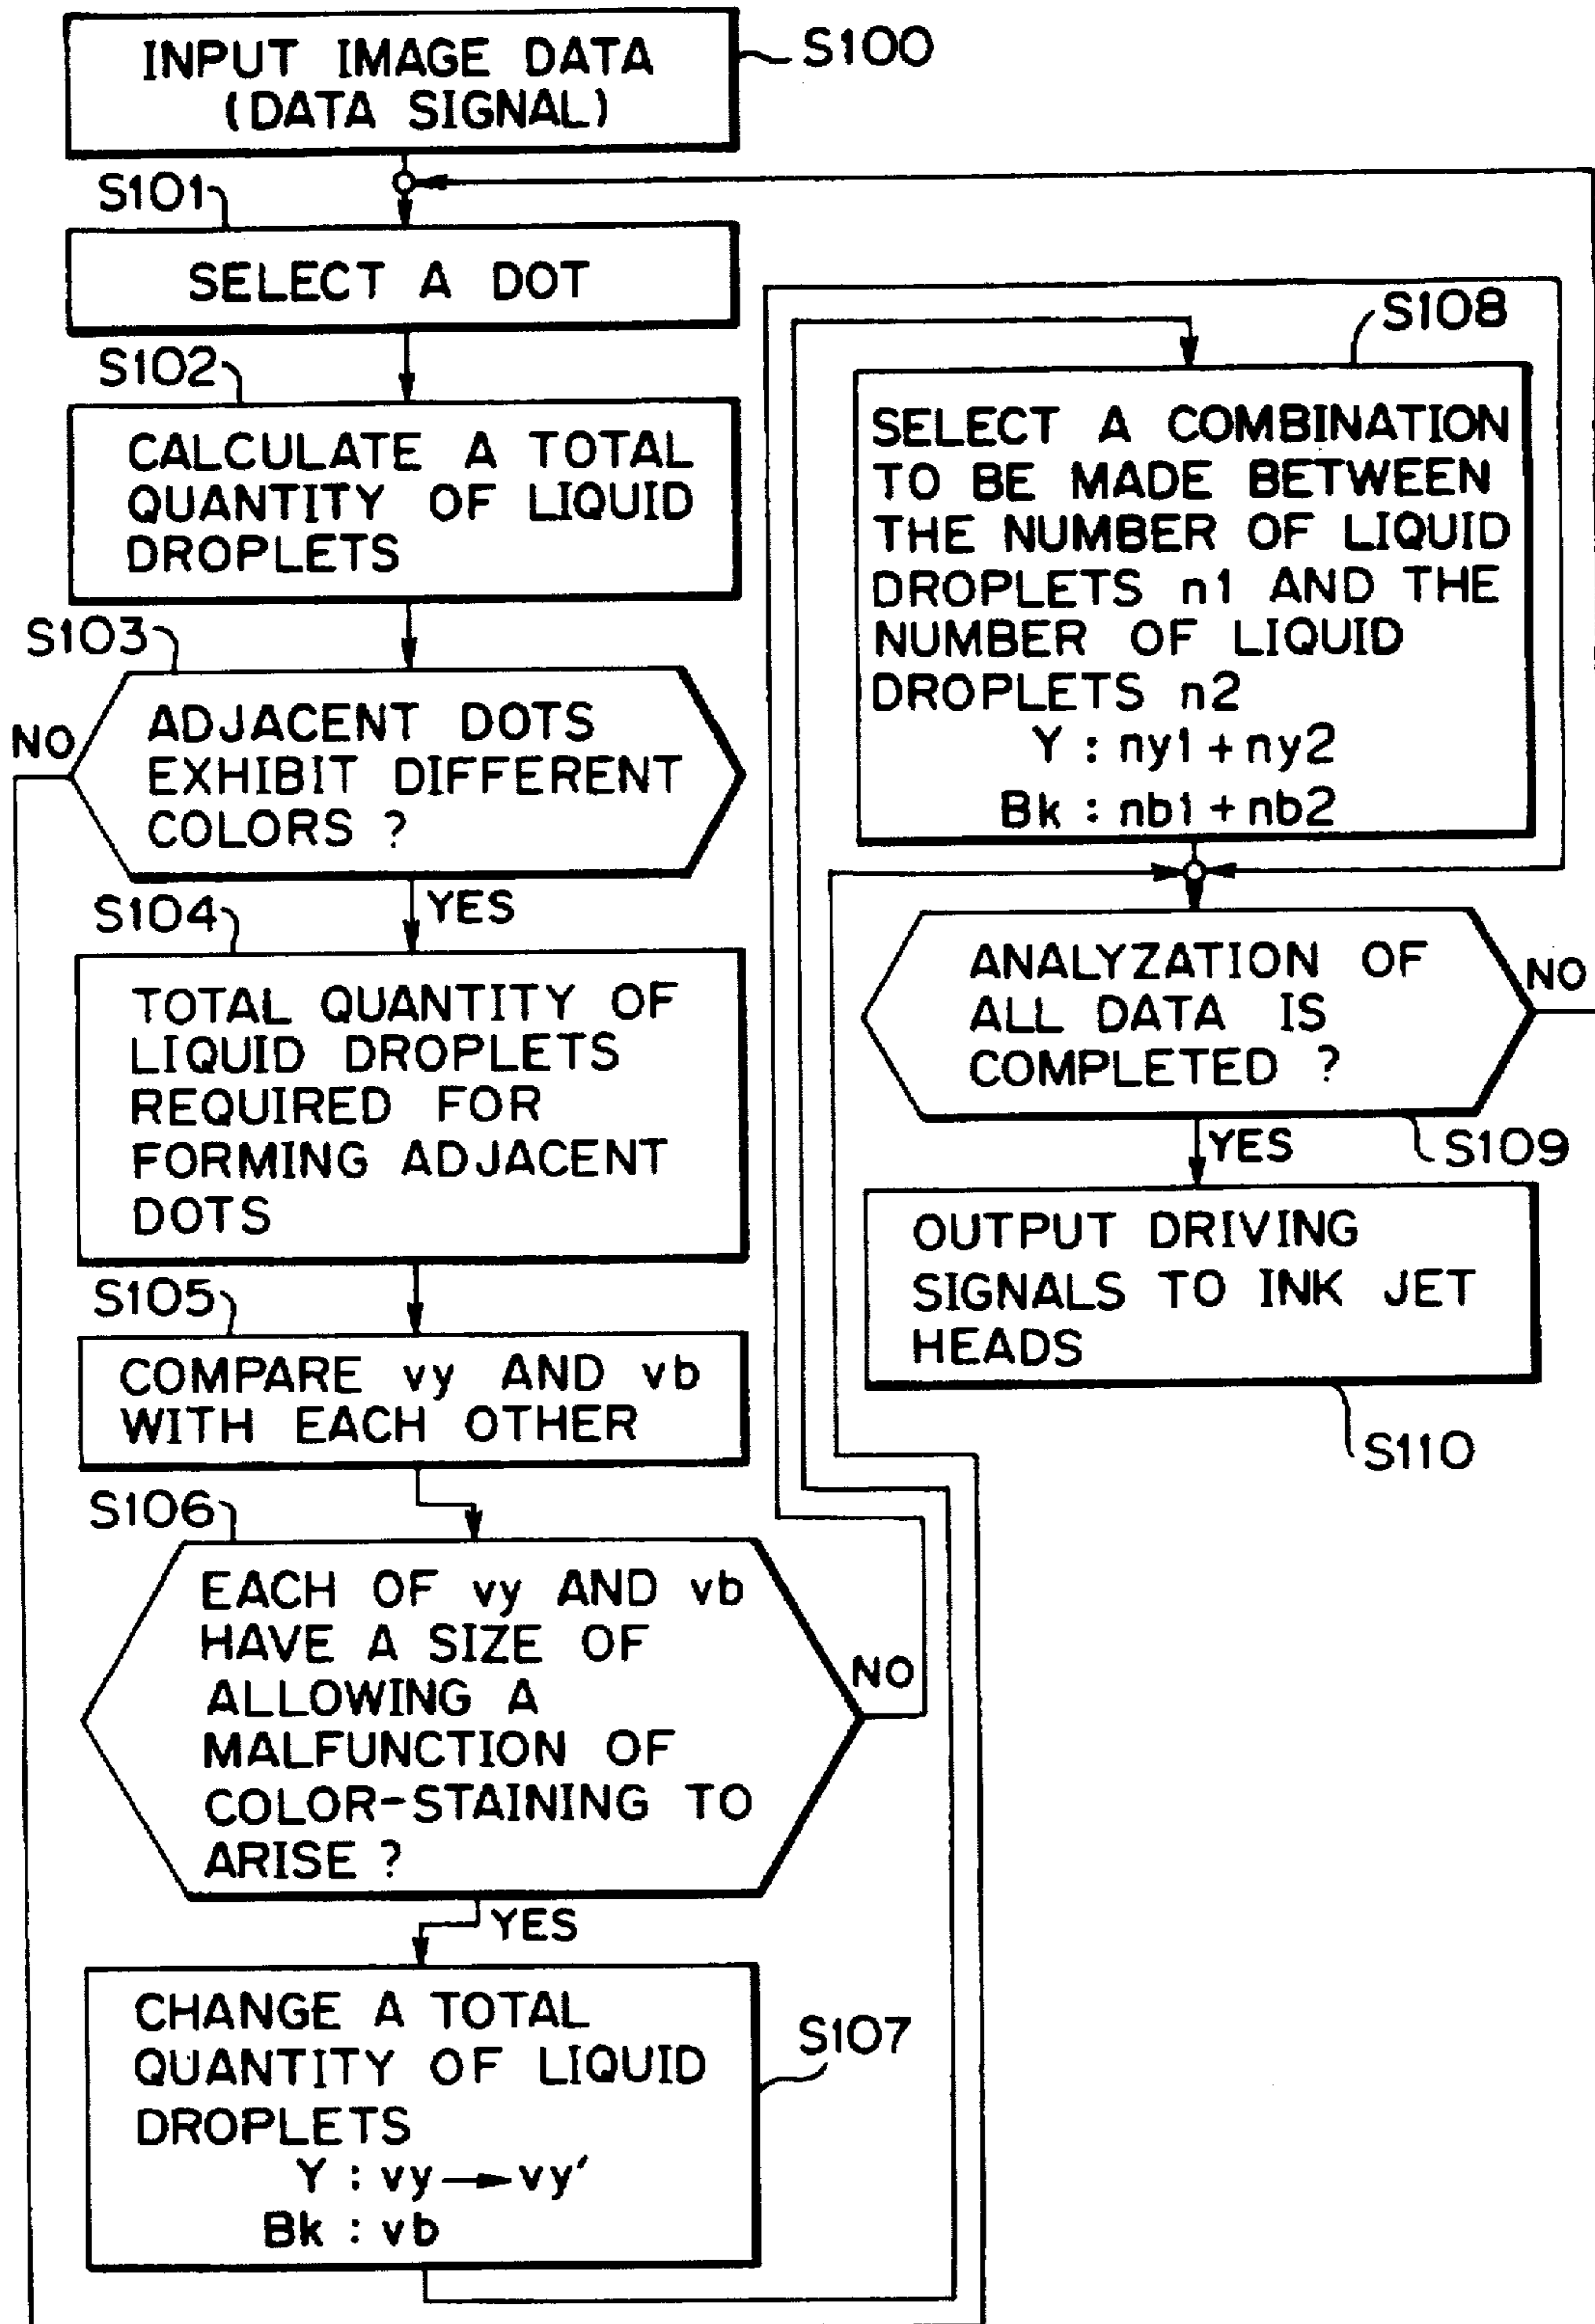 INPUT IMAGE DATA
(DATA SIGNAL)
S100
S101
SELECT A DOT
S102
CALCULATE A TOTAL
QUANTITY OF LIQUID
DROPLETS
S103
NO
ADJACENT DOTS
EXHIBIT DIFFERENT
COLORS ?
YES
S104
TOTAL QUANTITY OF
LIQUID DROPLETS
REQUIRED FOR
FORMING ADJACENT
DOTS
S105
COMPARE vy AND vb
WITH EACH OTHER
S106
EACH OF vy AND vb
HAVE A SIZE OF
ALLOWING A
MALFUNCTION OF
COLOR-STAINING TO
ARISE ?
NO
YES
CHANGE A TOTAL
QUANTITY OF LIQUID
DROPLETS
Y : vy → vy'
Bk : vb
S107
S108
SELECT A COMBINATION
TO BE MADE BETWEEN
THE NUMBER OF LIQUID
DROPLETS n1 AND THE
NUMBER OF LIQUID
DROPLETS n2
Y : ny1 + ny2
Bk : nb1 + nb2
ANALYZATION OF
ALL DATA IS
COMPLETED ?
NO
YES
S109
OUTPUT DRIVING
SIGNALS TO INK JET
HEADS
S110